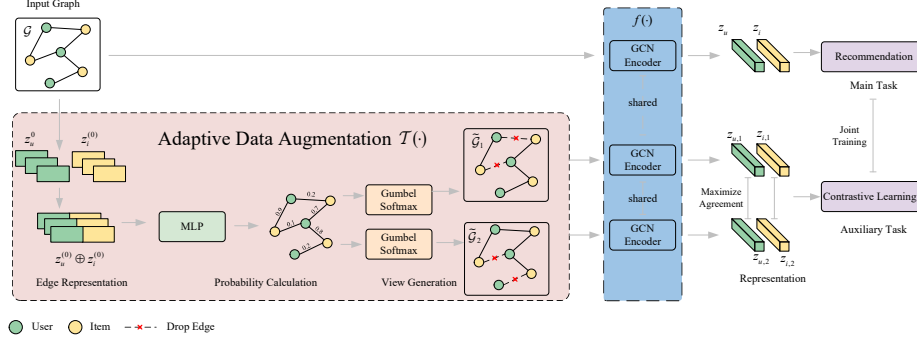 Input Graph
𝒢
f(·)
GCN
Encoder
z_u
z_i
Recommendation
Main Task
shared
Joint
Training
Adaptive Data Augmentation 𝒯(·)
z_u^0
z_i^(0)
z_u^(0) ⊕ z_i^(0)
Edge Representation
MLP
0.9
0.2
0.7
0.1
0.8
0.2
Probability Calculation
Gumbel
Softmax
Gumbel
Softmax
View Generation
𝒢̃_1
𝒢̃_2
GCN
Encoder
shared
GCN
Encoder
z_u,1
z_i,1
Maximize
Agreement
z_u,2
z_i,2
Representation
Contrastive Learning
Auxiliary Task
User
Item
Drop Edge